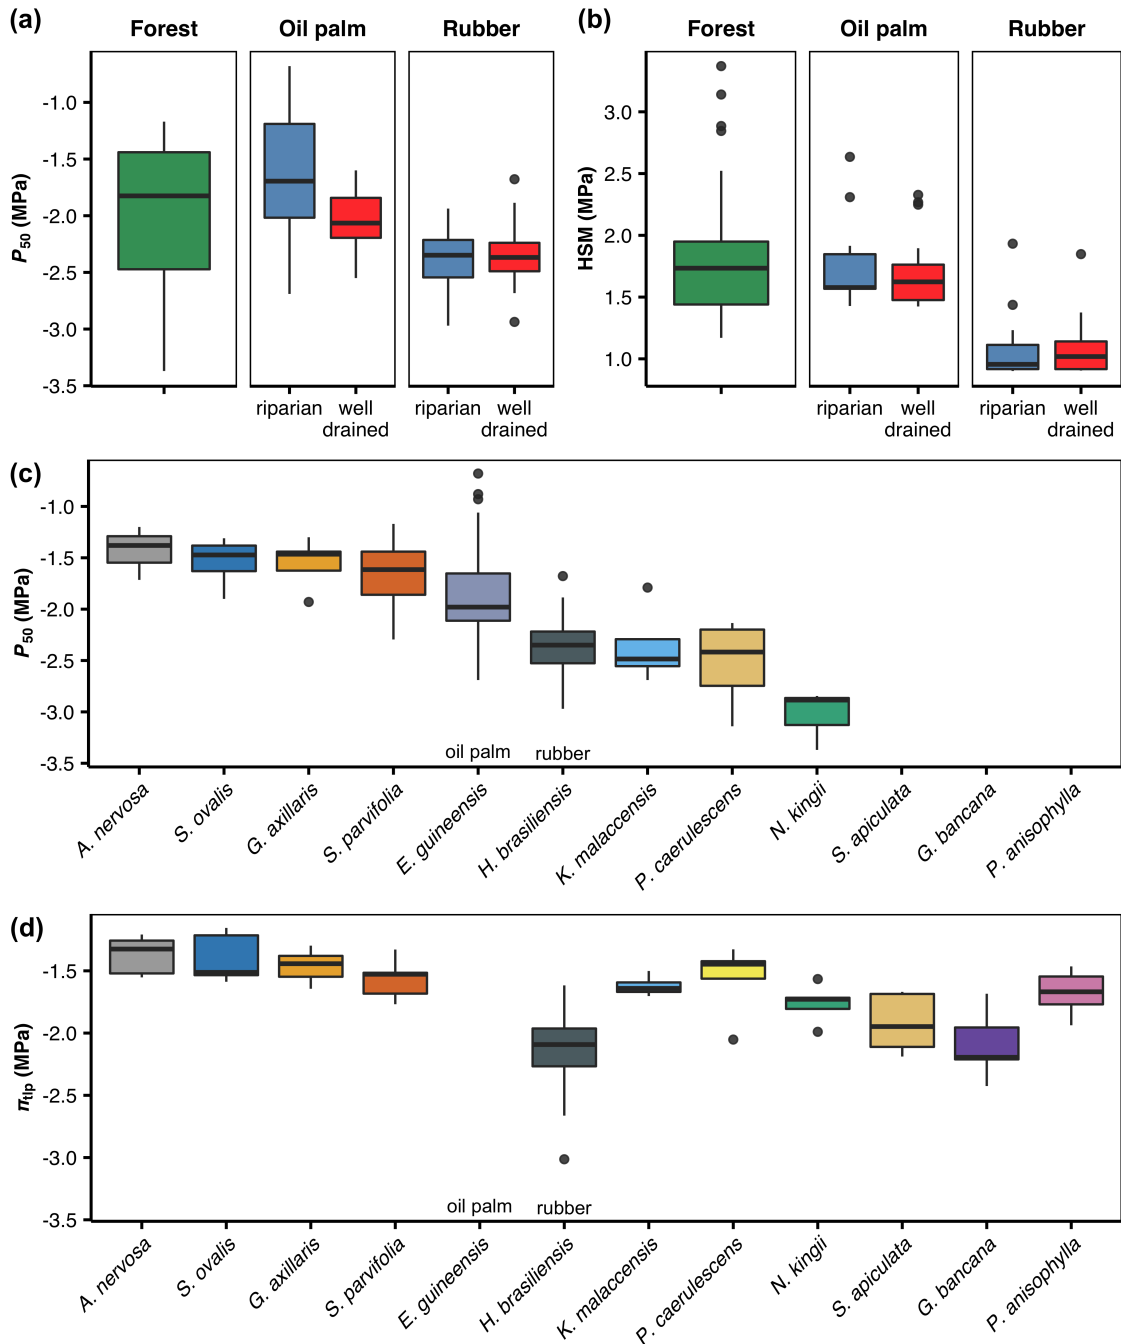 (a)
Forest
Oil palm
Rubber
P50 (MPa)
-1.0
-1.5
-2.0
-2.5
-3.0
-3.5
riparian
well
drained
riparian
well
drained
(b)
Forest
Oil palm
Rubber
HSM (MPa)
3.0
2.5
2.0
1.5
1.0
riparian
well
drained
riparian
well
drained
(c)
P50 (MPa)
-1.0
-1.5
-2.0
-2.5
-3.0
-3.5
oil palm
rubber
A. nervosa
S. ovalis
G. axillaris
S. parvifolia
E. guineensis
H. brasiliensis
K. malaccensis
P. caerulescens
N. kingii
S. apiculata
G. bancana
P. anisophylla
(d)
πtlp (MPa)
-1.5
-2.0
-2.5
-3.0
-3.5
oil palm
rubber
A. nervosa
S. ovalis
G. axillaris
S. parvifolia
E. guineensis
H. brasiliensis
K. malaccensis
P. caerulescens
N. kingii
S. apiculata
G. bancana
P. anisophylla